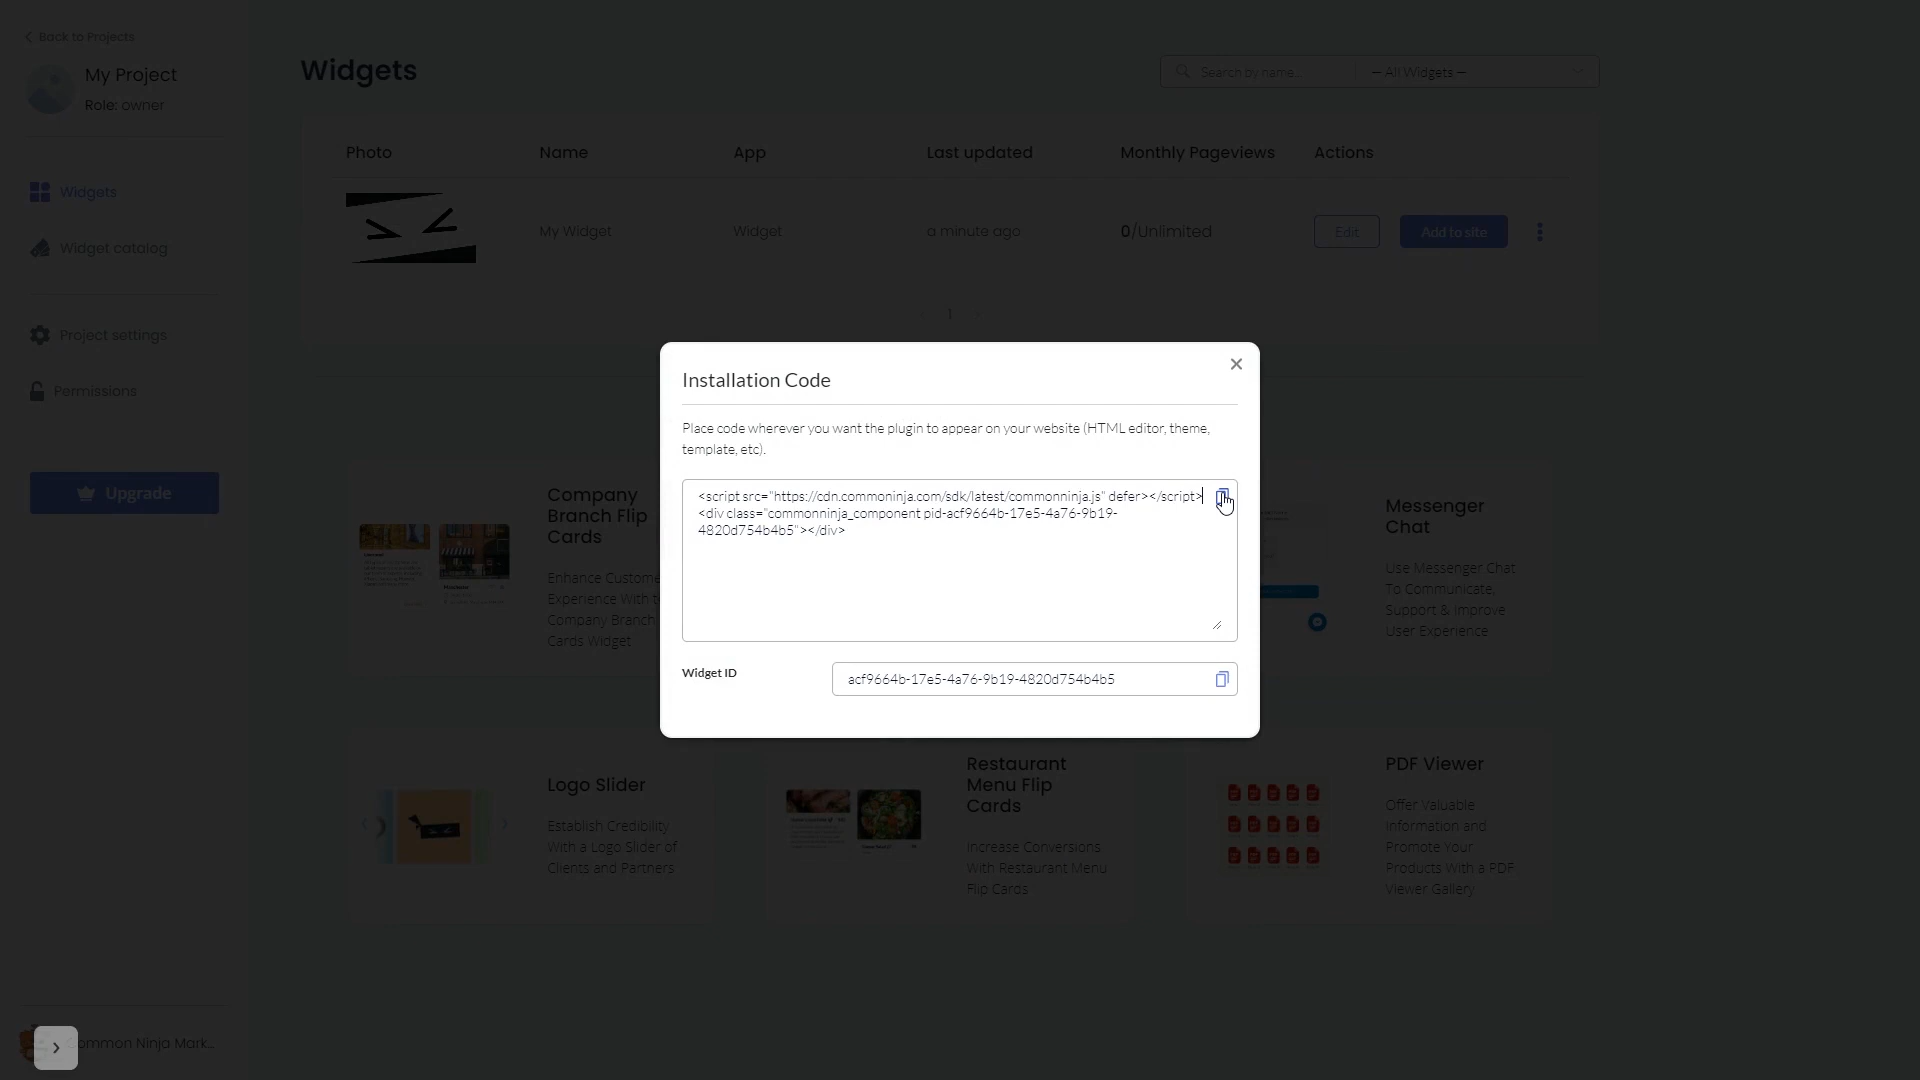 Back to Projects
My Project
Role: owner
Widgets
Widget catalog
Project settings
Permissions
Upgrade
Widgets
Search by name...
— All Widgets —
Photo
Name
App
Last updated
Monthly Pageviews
Actions
My Widget
Widget
a minute ago
0/Unlimited
Edit
Add to site
1
Installation Code
Place code wherever you want the plugin to appear on your website (HTML editor, theme,
template, etc).
<script src="https://cdn.commoninja.com/sdk/latest/commonninja.js" defer></script>
<div class="commonninja_component pid-acf9664b-17e5-4a76-9b19-
4820d754b4b5"></div>
Widget ID
acf9664b-17e5-4a76-9b19-4820d754b4b5
Company
Branch Flip
Cards
Enhance Custome
Experience With
Company Branch
Cards Widget
Messenger
Chat
Use Messenger Chat
To Communicate,
Support & Improve
User Experience
Logo Slider
Establish Credibility
With a Logo Slider of
Clients and Partners
Restaurant
Menu Flip
Cards
Increase Conversions
With Restaurant Menu
Flip Cards
PDF Viewer
Offer Valuable
Information and
Promote Your
Products With a PDF
Viewer Gallery
ommon Ninja Mark...